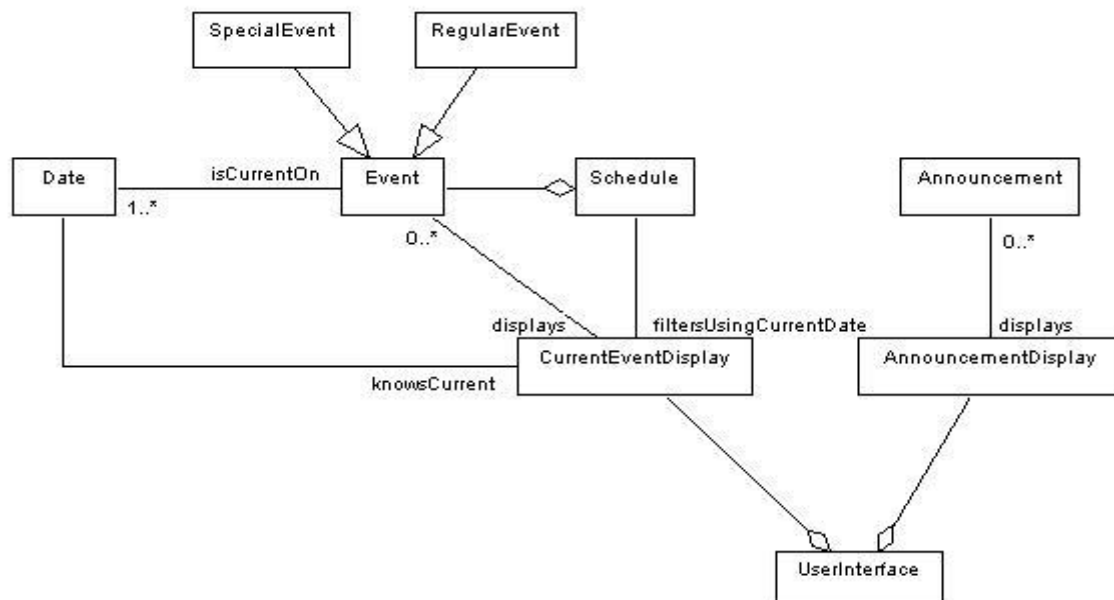 SpecialEvent
RegularEvent
Date
isCurrentOn
Event
Schedule
Announcement
1..*
0..*
0..*
displays
filtersUsingCurrentDate
displays
CurrentEventDisplay
AnnouncementDisplay
knowsCurrent
UserInterface